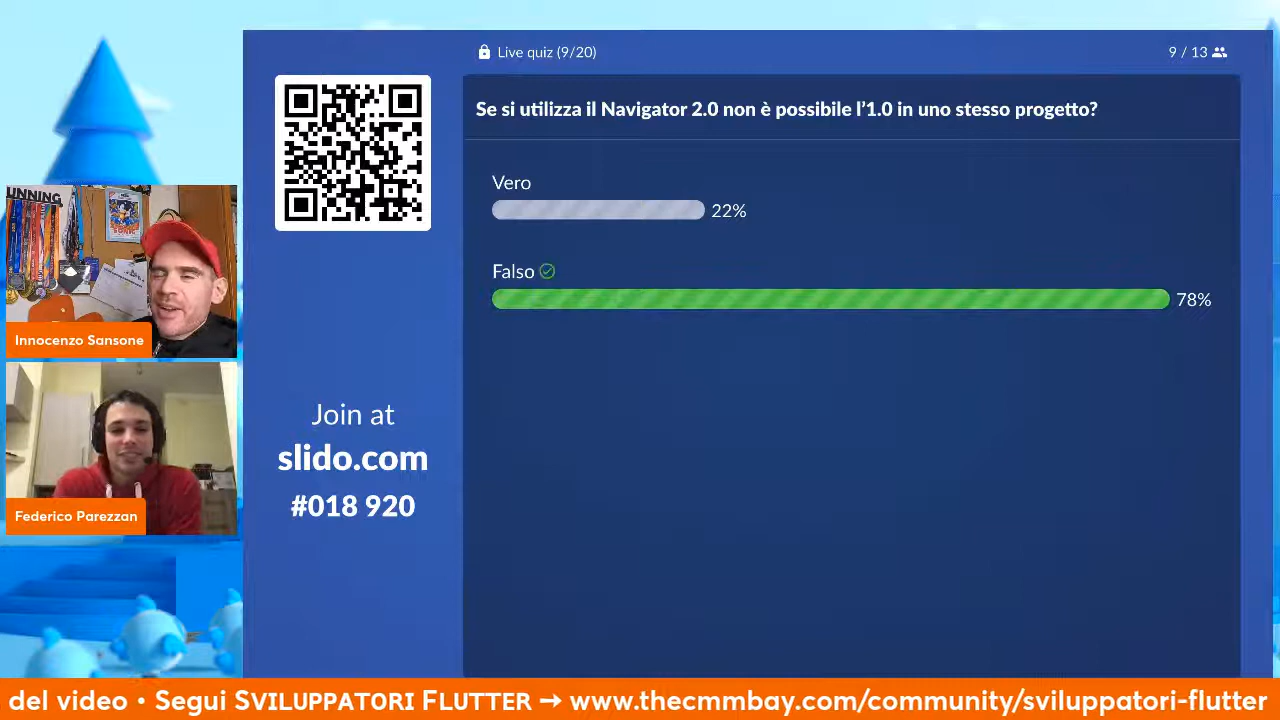 Live quiz (9/20)
9 / 13
Se si utilizza il Navigator 2.0 non è possibile l'1.0 in uno stesso progetto?
Vero
22%
Falso
78%
UNNING
Innocenzo Sansone
Federico Parezzan
Join at
slido.com
#018 920
del video • Segui SVILUPPATORI FLUTTER → www.thecmmbay.com/community/sviluppatori-flutter